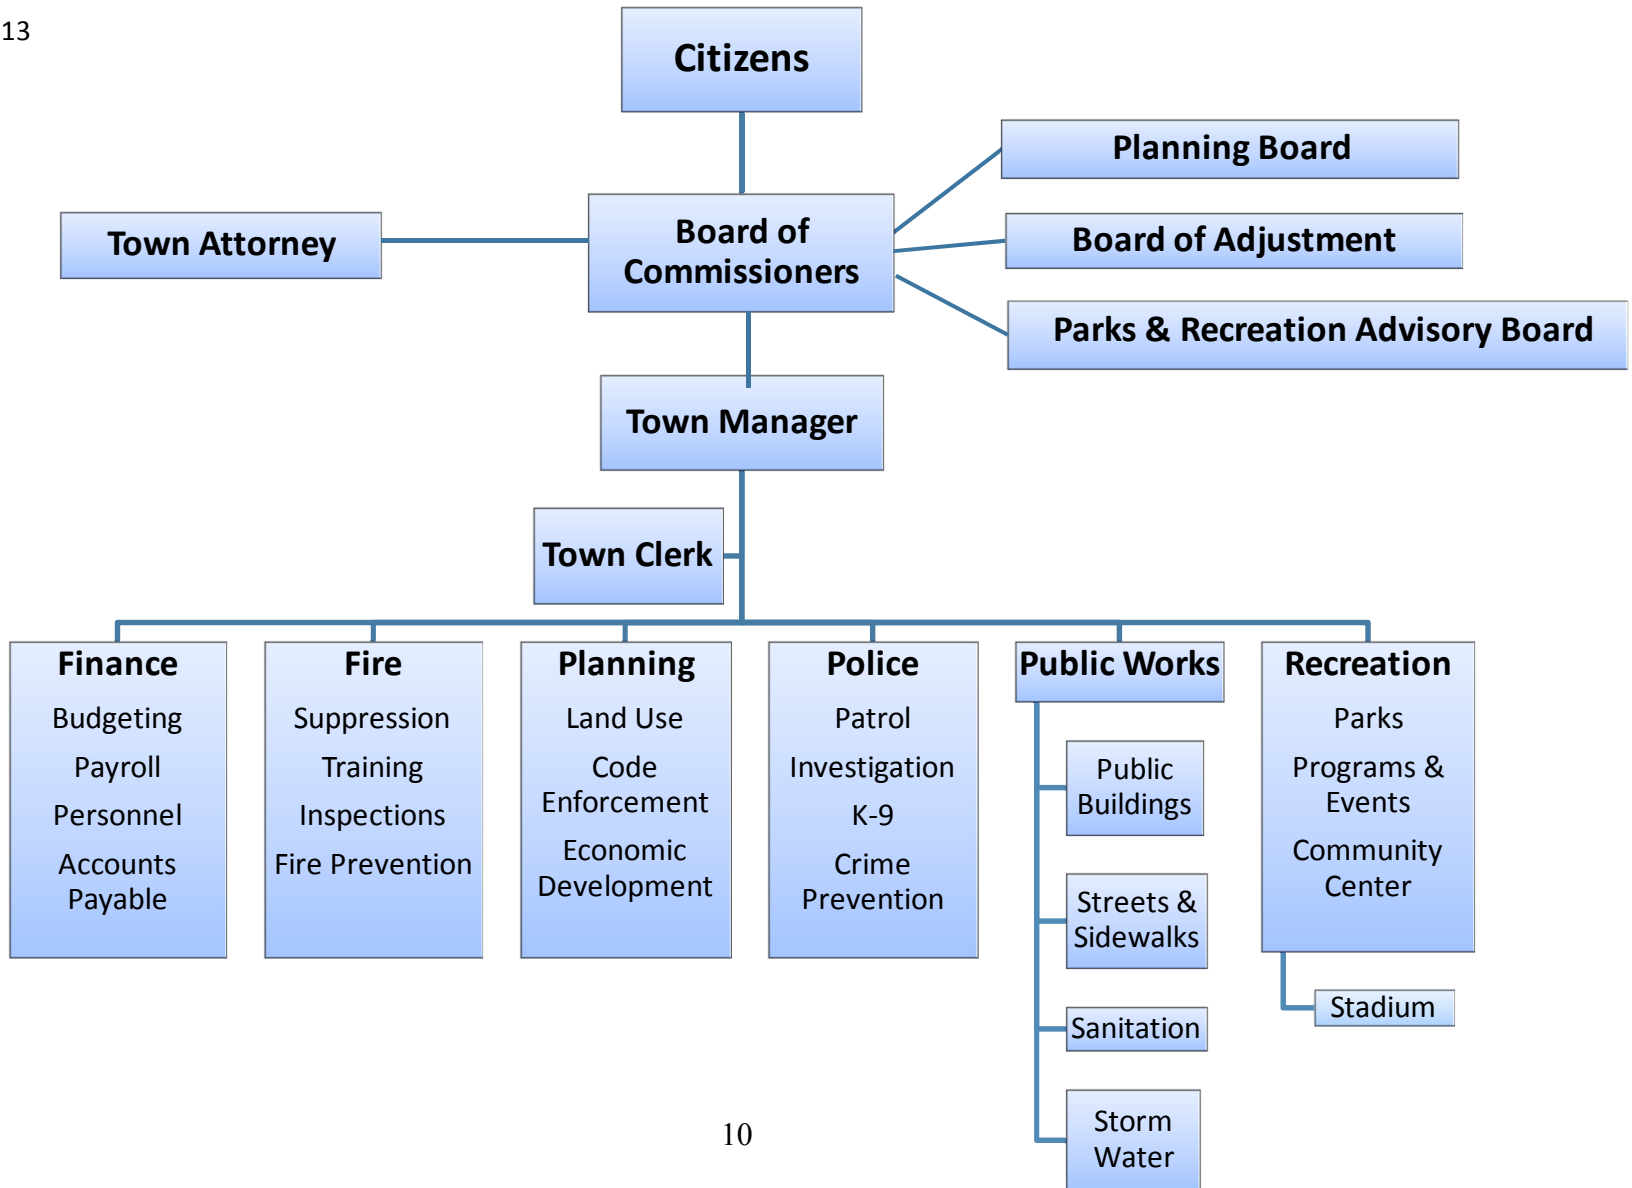 13
Citizens
Planning Board
Town Attorney
Board of
Commissioners
Board of Adjustment
Parks & Recreation Advisory Board
Town Manager
Town Clerk
Finance
Budgeting
Payroll
Personnel
Accounts
Payable
Fire
Suppression
Training
Inspections
Fire Prevention
Planning
Land Use
Code
Enforcement
Economic
Development
Police
Patrol
Investigation
K-9
Crime
Prevention
Public Works
Public
Buildings
Streets &
Sidewalks
Sanitation
Storm
Water
Recreation
Parks
Programs &
Events
Community
Center
Stadium
10